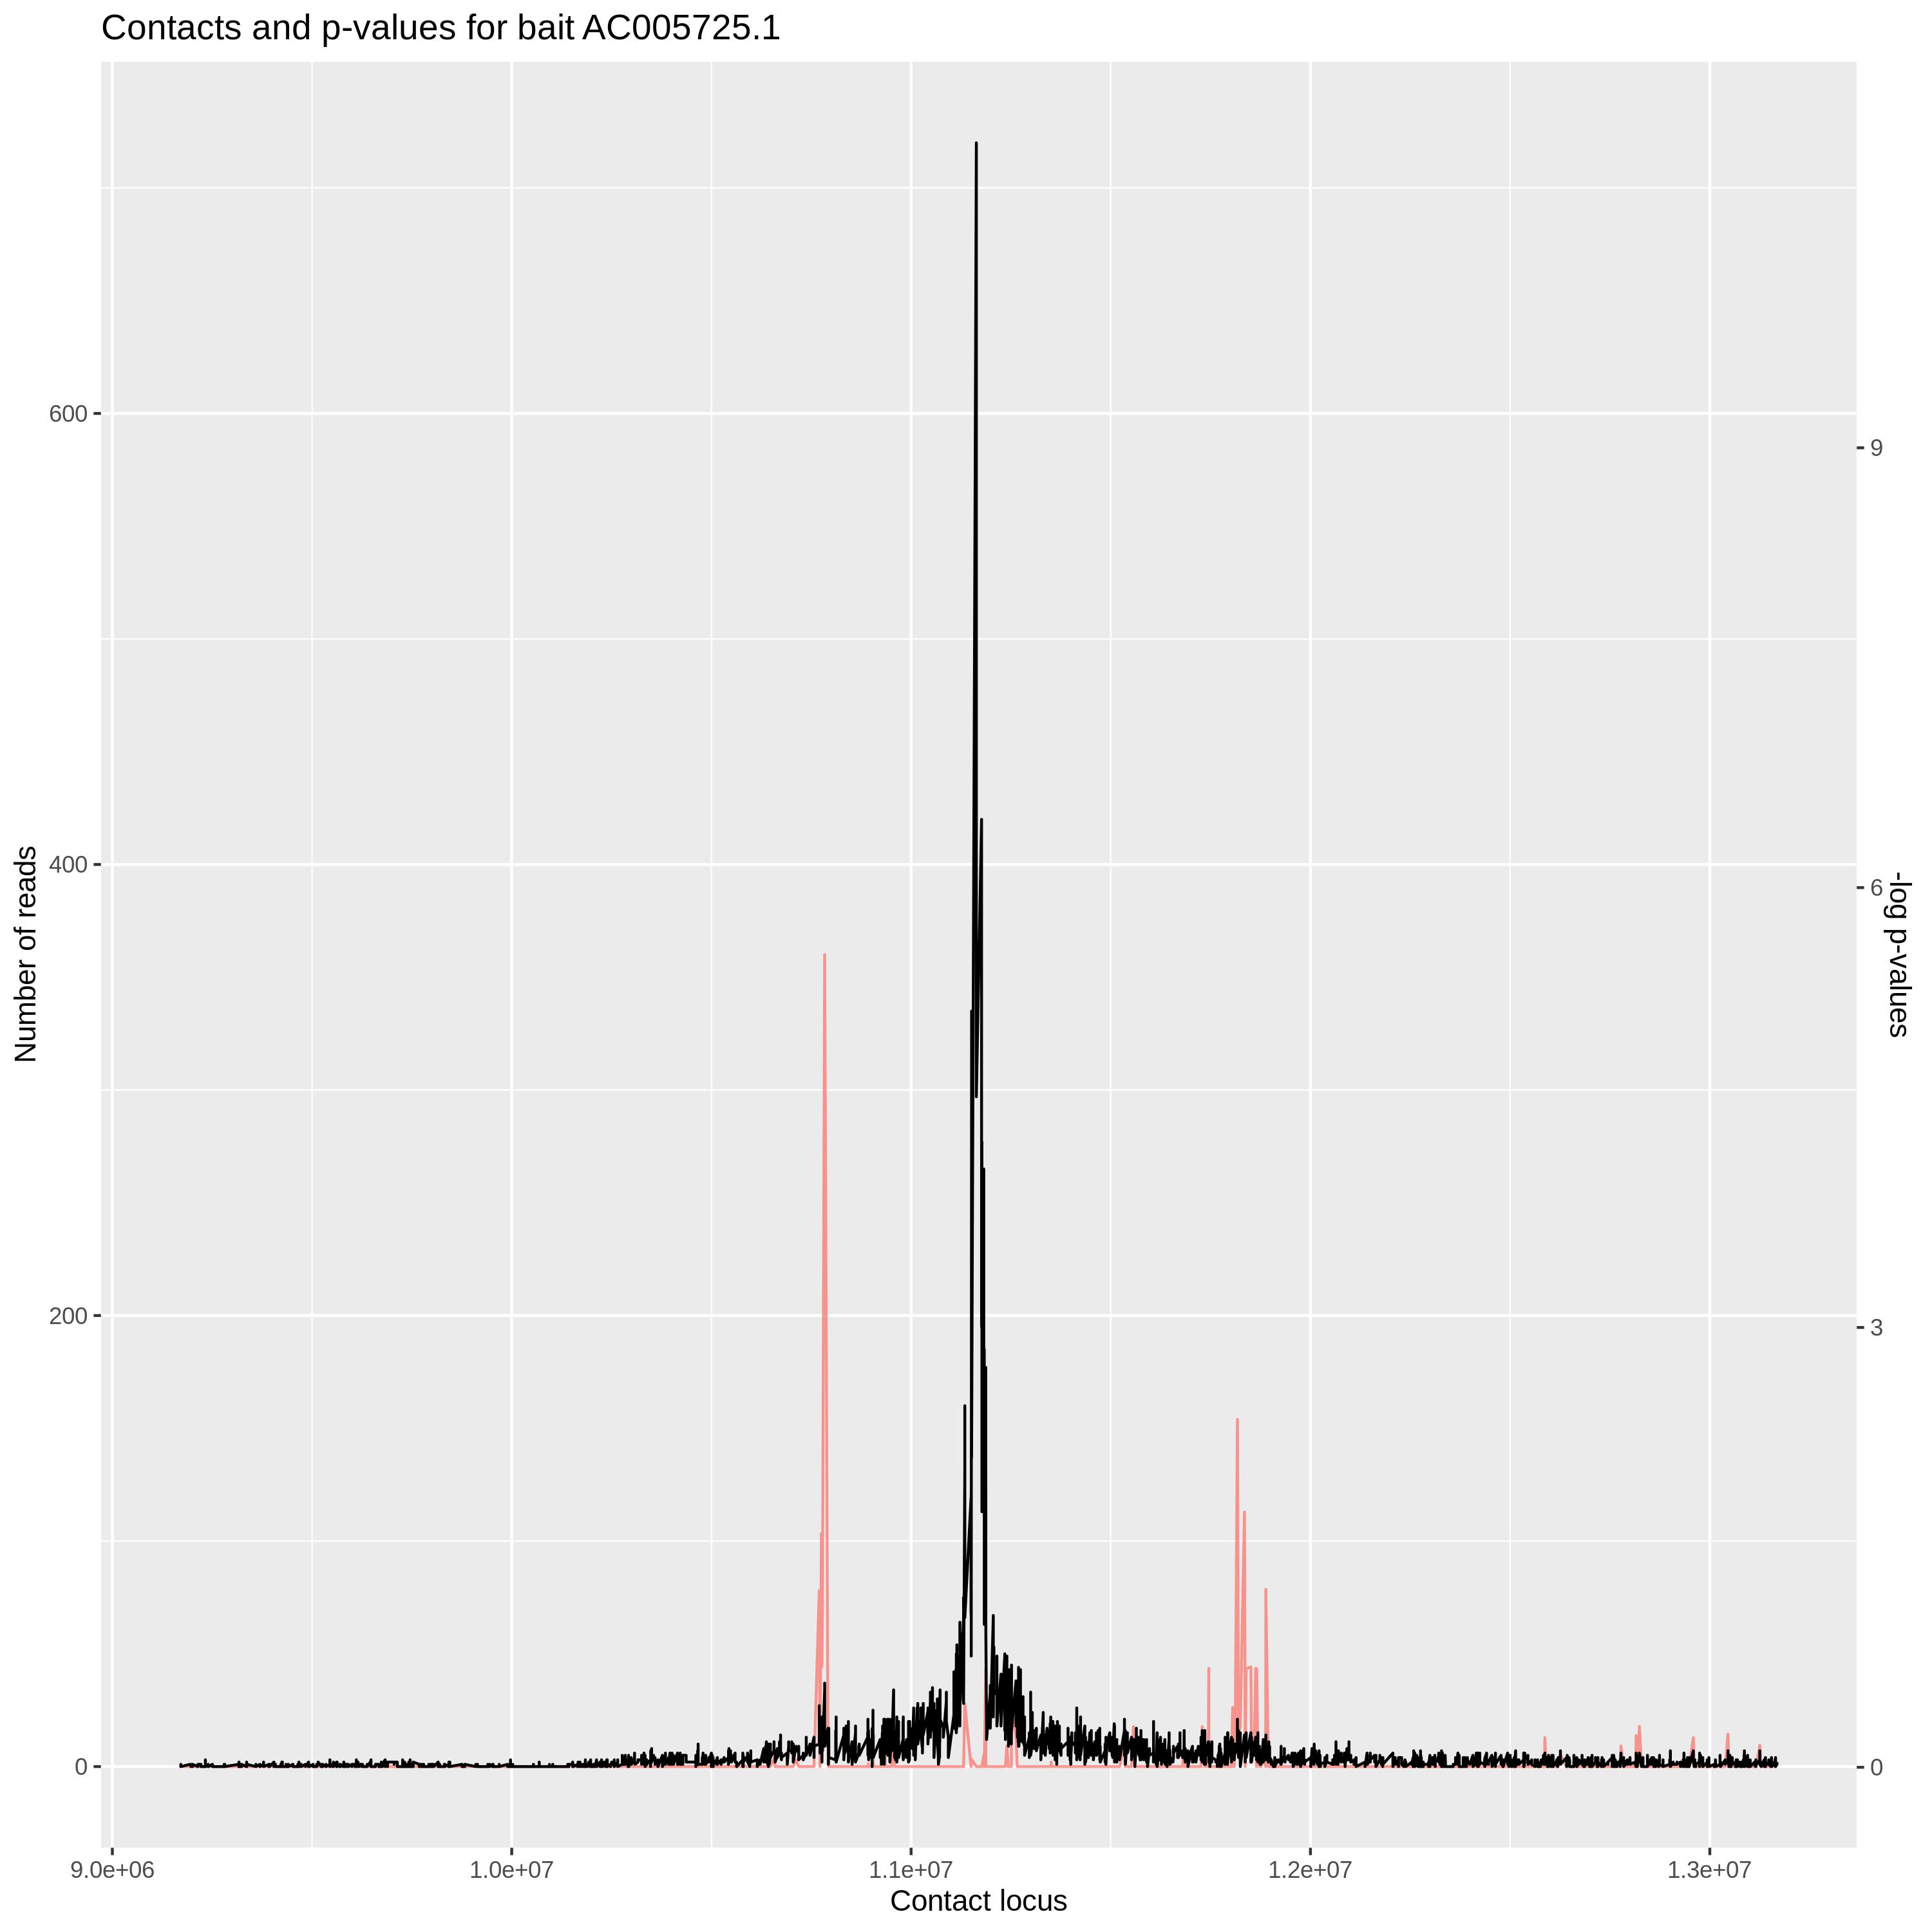 Contacts and p-values for bait AC005725.1
Number of reads
600
400
200
0
9
6
3
0
-log p-values
9.0e+06
1.0e+07
1.1e+07
1.2e+07
1.3e+07
Contact locus